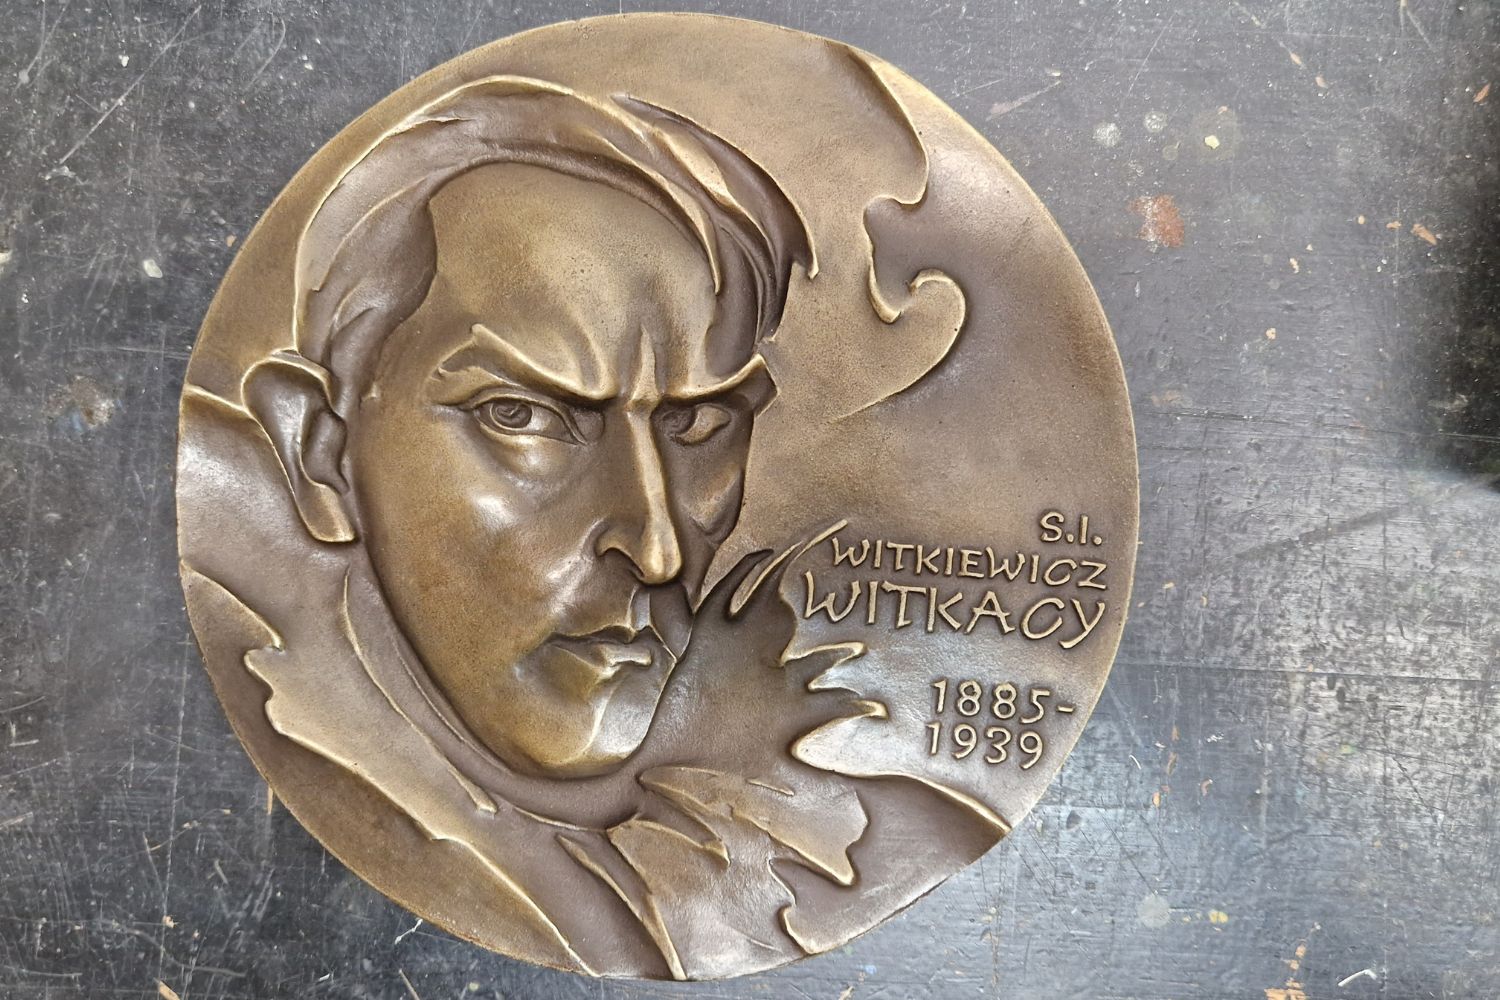 S.I.
WITKIEWICZ
WITKACY
1885-
1939